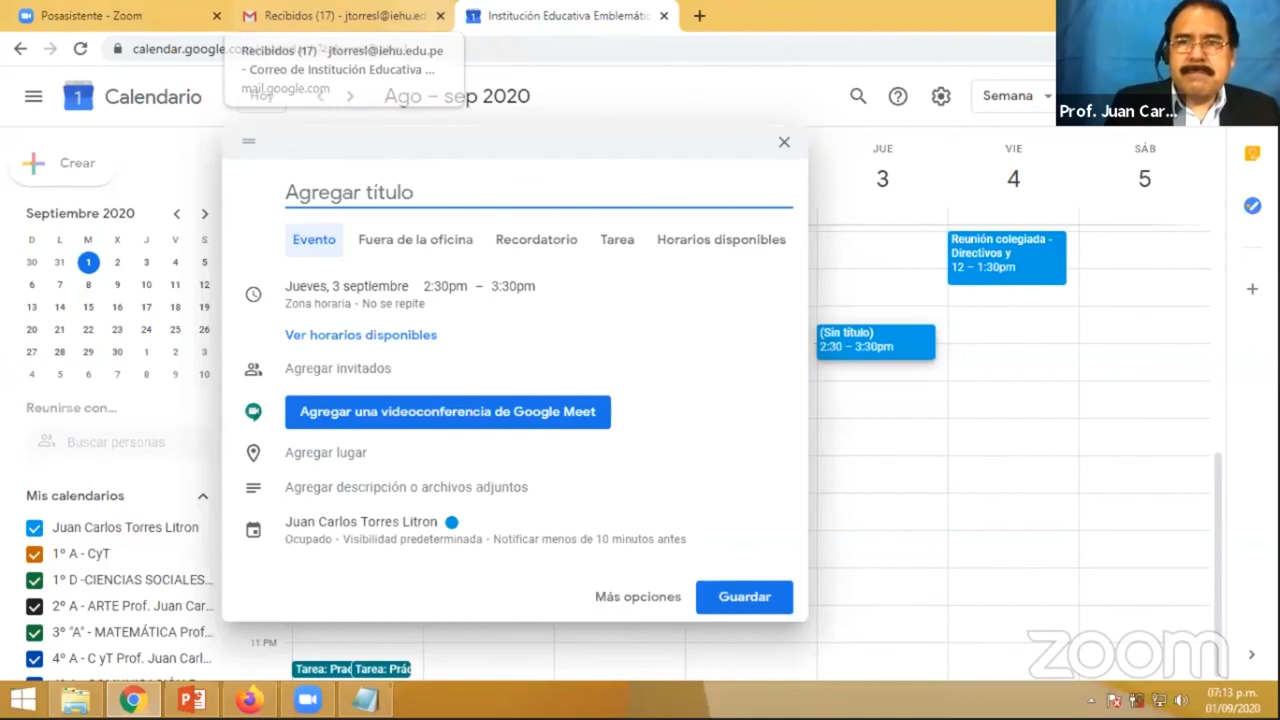 Posasistente - Zoom
Recibidos (17) - jtorresl@iehu.ed
Institución Educativa Emblemátic
calendar.google.co
Recibidos (17) - jtorresl@iehu.edu.pe
- Correo de Institución Educativa ...
mail.google.com
1
Calendario
Hoy
Ago – sep 2020
Semana
Prof. Juan Car...
Crear
Septiembre 2020
D L M X J V S
30 31 1 2 3 4 5
6 7 8 9 10 11 12
13 14 15 16 17 18 19
20 21 22 23 24 25 26
27 28 29 30 1 2 3
4 5 6 7 8 9 10
Reunirse con...
Buscar personas
Mis calendarios
Juan Carlos Torres Litron
1º A - CyT
1º D -CIENCIAS SOCIALES...
2º A - ARTE Prof. Juan Car...
3º "A" - MATEMÁTICA Prof...
4º A - C yT Prof. Juan Carl...
Agregar título
Evento
Fuera de la oficina
Recordatorio
Tarea
Horarios disponibles
Jueves, 3 septiembre 2:30pm – 3:30pm
Zona horaria · No se repite
Ver horarios disponibles
Agregar invitados
Agregar una videoconferencia de Google Meet
Agregar lugar
Agregar descripción o archivos adjuntos
Juan Carlos Torres Litron
Ocupado · Visibilidad predeterminada · Notificar menos de 10 minutos antes
Más opciones
Guardar
JUE
3
VIE
4
SÁB
5
Reunión colegiada -
Directivos y
12 – 1:30pm
(Sin título)
2:30 – 3:30pm
11 PM
Tarea: Prác
Tarea: Prác
zoom
07:13 p.m.
01/09/2020